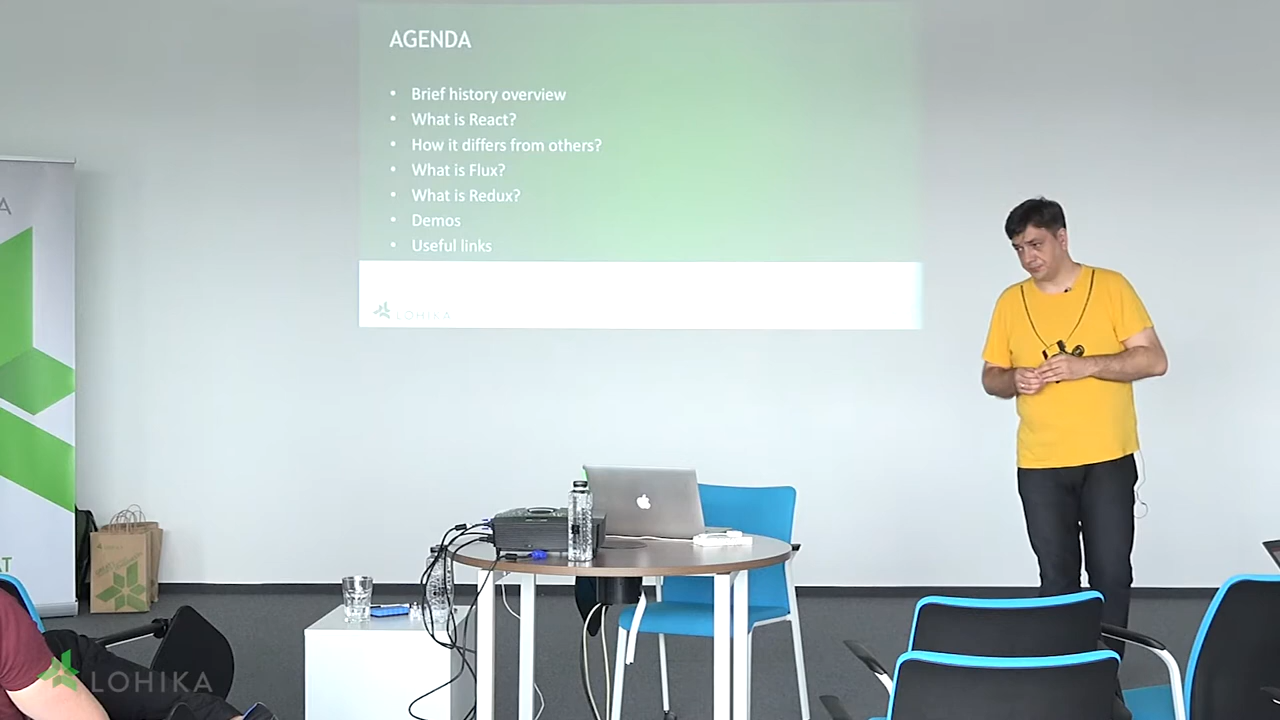 AGENDA
• Brief history overview
• What is React?
• How it differs from others?
• What is Flux?
• What is Redux?
• Demos
• Useful links
LOHIKA
A
AT
LOHIKA